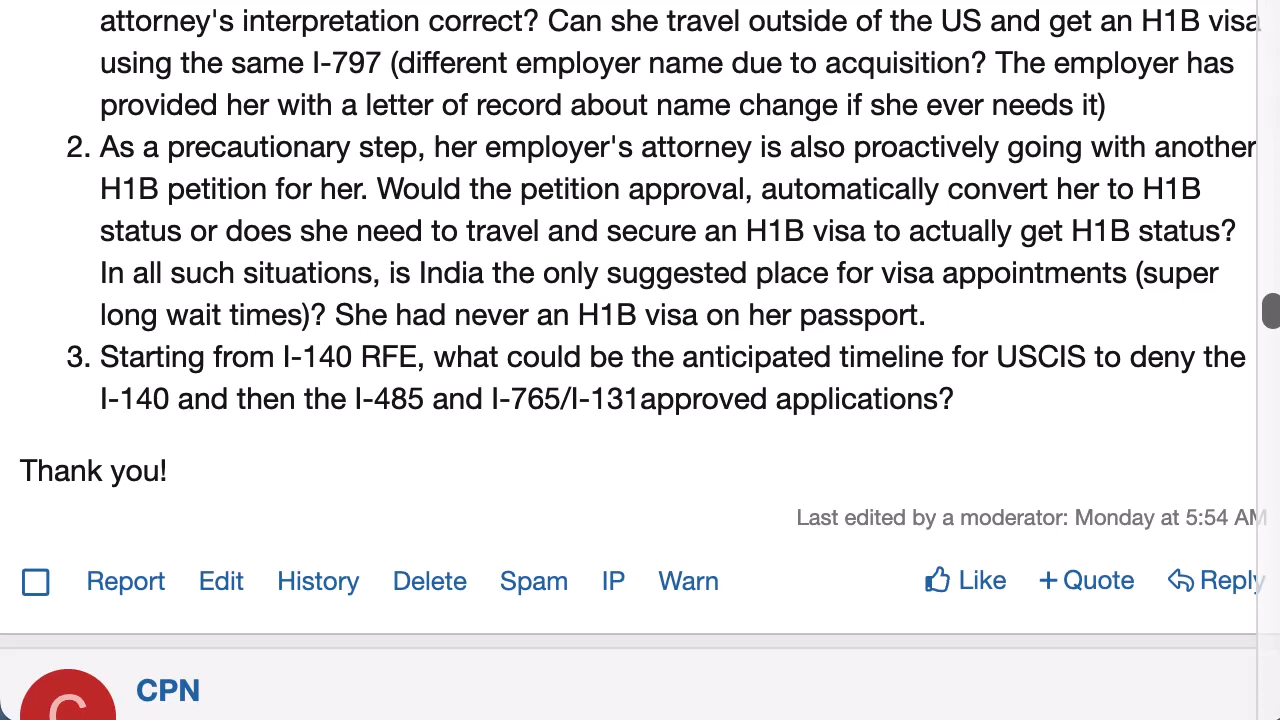 attorney's interpretation correct? Can she travel outside of the US and get an H1B visa
using the same I-797 (different employer name due to acquisition? The employer has
provided her with a letter of record about name change if she ever needs it)
2. As a precautionary step, her employer's attorney is also proactively going with another
H1B petition for her. Would the petition approval, automatically convert her to H1B
status or does she need to travel and secure an H1B visa to actually get H1B status?
In all such situations, is India the only suggested place for visa appointments (super
long wait times)? She had never an H1B visa on her passport.
3. Starting from I-140 RFE, what could be the anticipated timeline for USCIS to deny the
I-140 and then the I-485 and I-765/I-131approved applications?
Thank you!
Last edited by a moderator: Monday at 5:54 AM
Report Edit History Delete Spam IP Warn Like + Quote Reply
C CPN